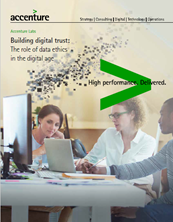 accenture
Strategy | Consulting | Digital | Technology | Operations
Accenture Labs
Building digital trust:
The role of data ethics
in the digital age
High performance. Delivered.